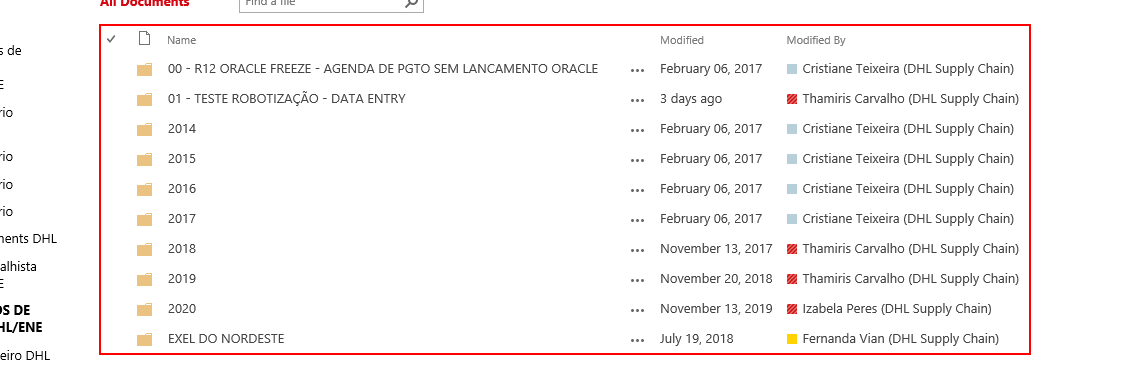 All Documents
Find a file
s de
E
rio
rio
rio
rio
ments DHL
alhista
E
OS DE
HL/ENE
eiro DHL
Name Modified Modified By
00 - R12 ORACLE FREEZE - AGENDA DE PGTO SEM LANCAMENTO ORACLE ... February 06, 2017 Cristiane Teixeira (DHL Supply Chain)
01 - TESTE ROBOTIZAÇÃO - DATA ENTRY ... 3 days ago Thamiris Carvalho (DHL Supply Chain)
2014 ... February 06, 2017 Cristiane Teixeira (DHL Supply Chain)
2015 ... February 06, 2017 Cristiane Teixeira (DHL Supply Chain)
2016 ... February 06, 2017 Cristiane Teixeira (DHL Supply Chain)
2017 ... February 06, 2017 Cristiane Teixeira (DHL Supply Chain)
2018 ... November 13, 2017 Thamiris Carvalho (DHL Supply Chain)
2019 ... November 20, 2018 Thamiris Carvalho (DHL Supply Chain)
2020 ... November 13, 2019 Izabela Peres (DHL Supply Chain)
EXEL DO NORDESTE ... July 19, 2018 Fernanda Vian (DHL Supply Chain)